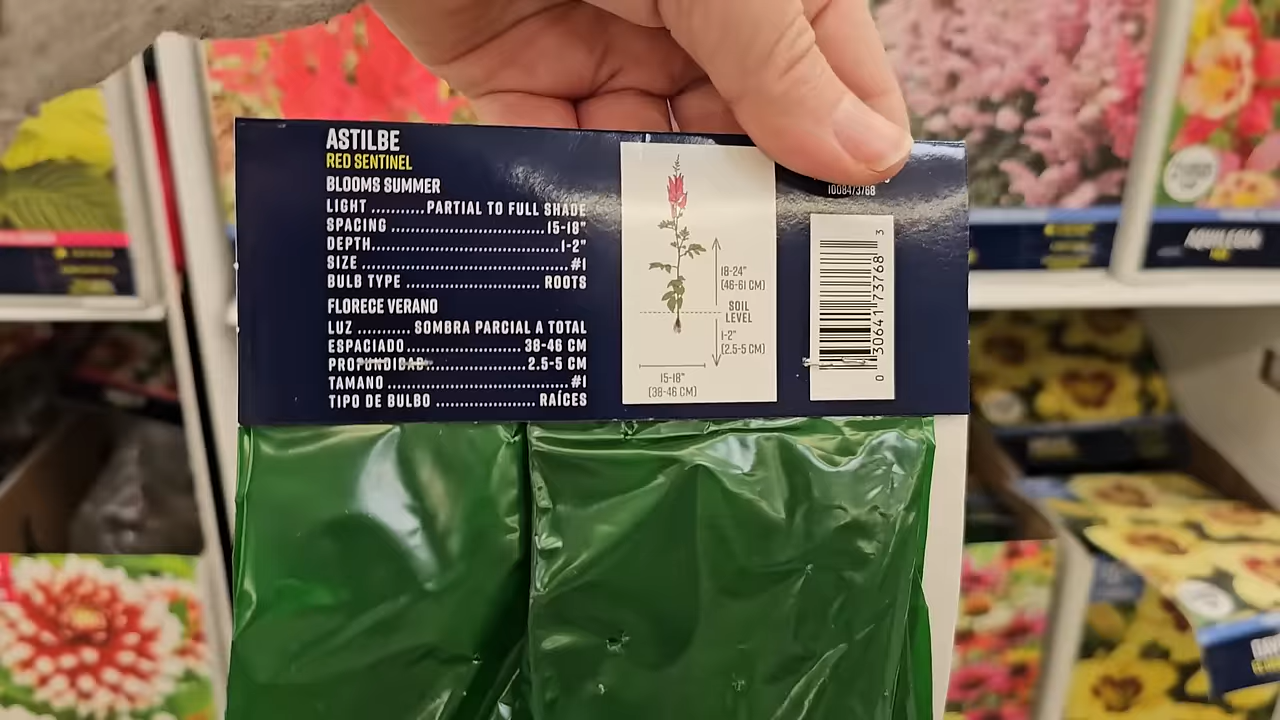 ASTILBE
RED SENTINEL
BLOOMS SUMMER
LIGHT ........... PARTIAL TO FULL SHADE
SPACING ............................ 15-18"
DEPTH ................................... 1-2"
SIZE ....................................... #1
BULB TYPE ........................ ROOTS
FLORECE VERANO
LUZ .......... SOMBRA PARCIAL A TOTAL
ESPACIADO ...................... 38-46 CM
PROFUNDIDAD .................. 2.5-5 CM
TAMANO .................................. #1
TIPO DE BULBO .................... RAÍCES
18-24"
(46-61 CM)
SOIL
LEVEL
1-2"
(2.5-5 CM)
15-18"
(38-46 CM)
1008473768
0 30641 73768 3
AQUILEGIA